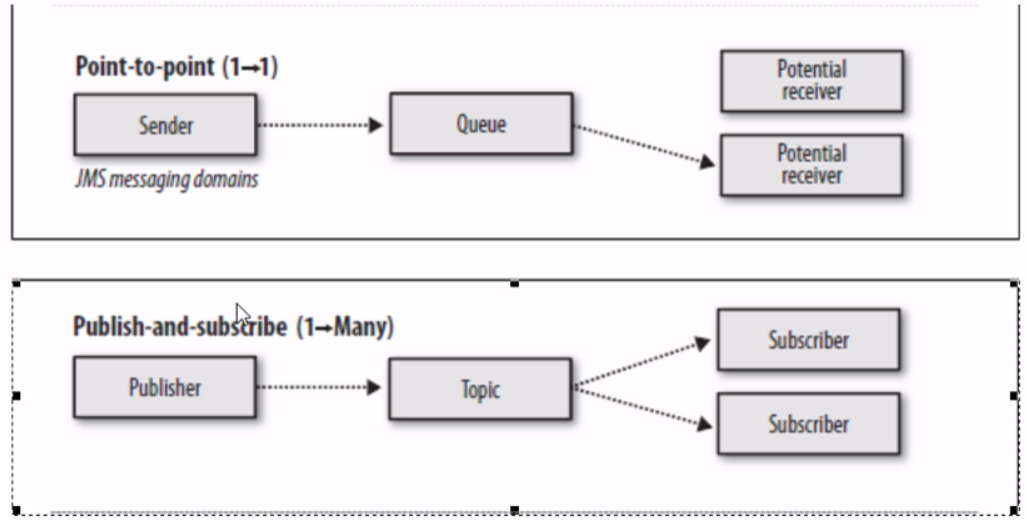 Point-to-point (1→1)
Sender
Queue
Potential
receiver
Potential
receiver
JMS messaging domains
Publish-and-subscribe (1→Many)
Publisher
Topic
Subscriber
Subscriber